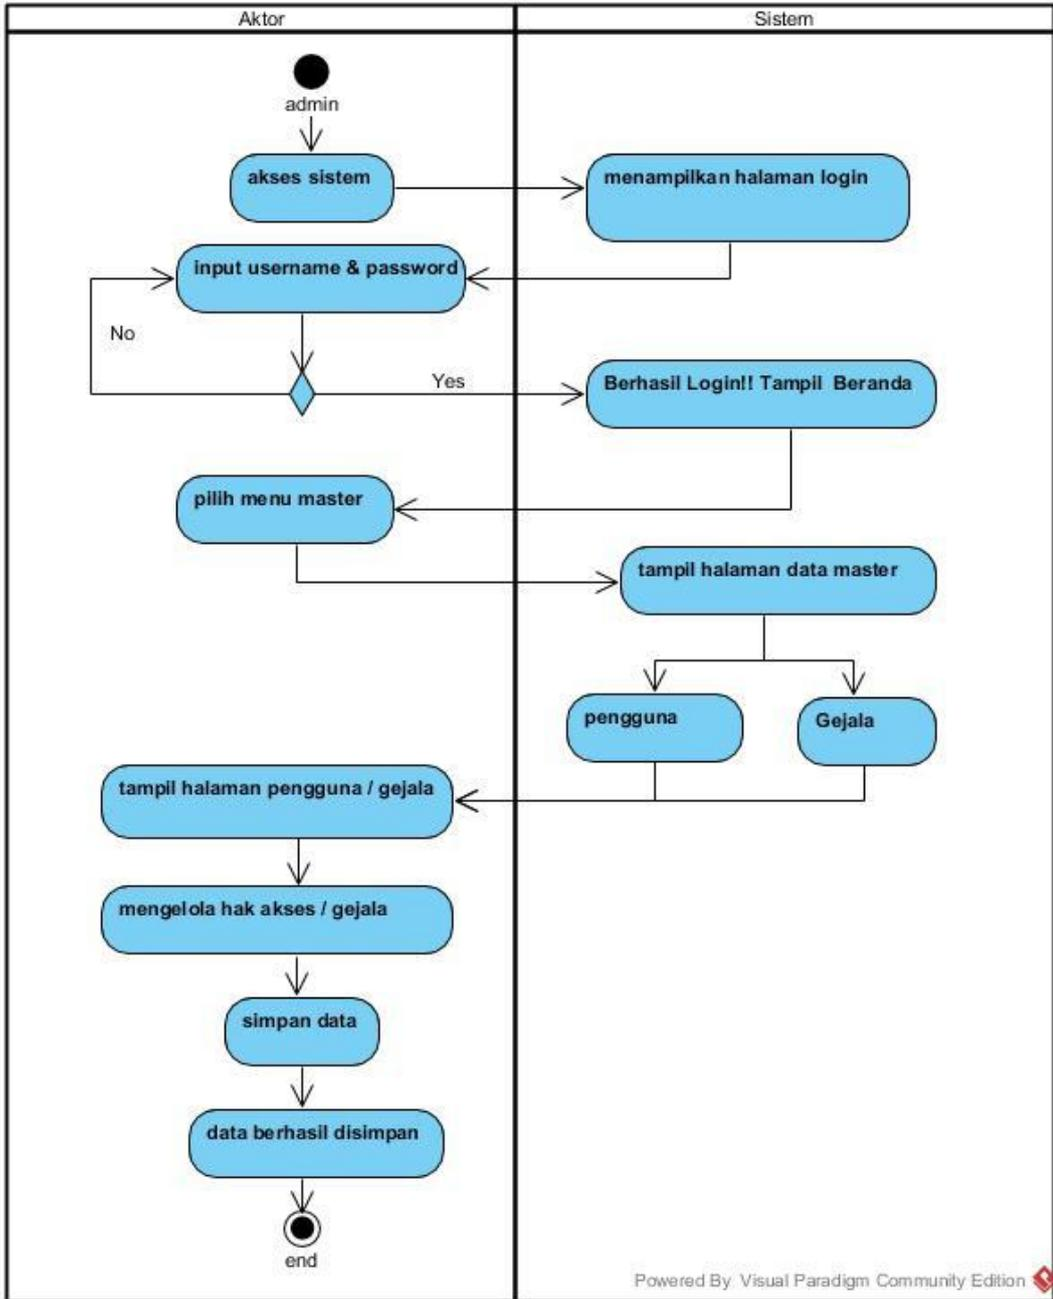 Aktor
Sistem
admin
akses sistem
menampilkan halaman login
input username & password
No
Yes
Berhasil Login!! Tampil Beranda
pilih menu master
tampil halaman data master
pengguna
Gejala
tampil halaman pengguna / gejala
mengelola hak akses / gejala
simpan data
data berhasil disimpan
end
Powered By Visual Paradigm Community Edition